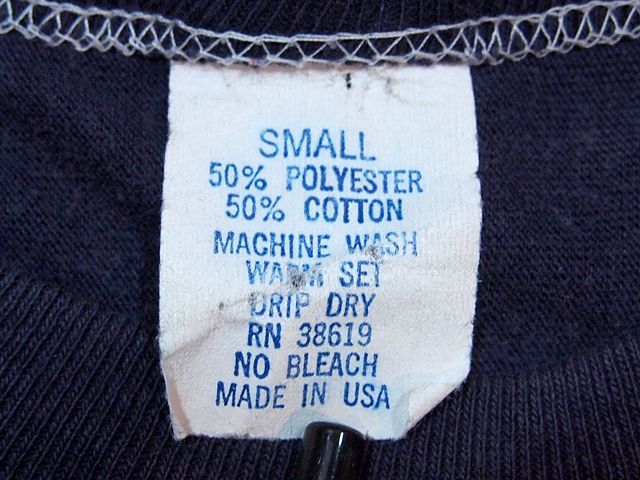 SMALL
50% POLYESTER
50% COTTON
MACHINE WASH
WARM SET
DRIP DRY
RN 38619
NO BLEACH
MADE IN USA